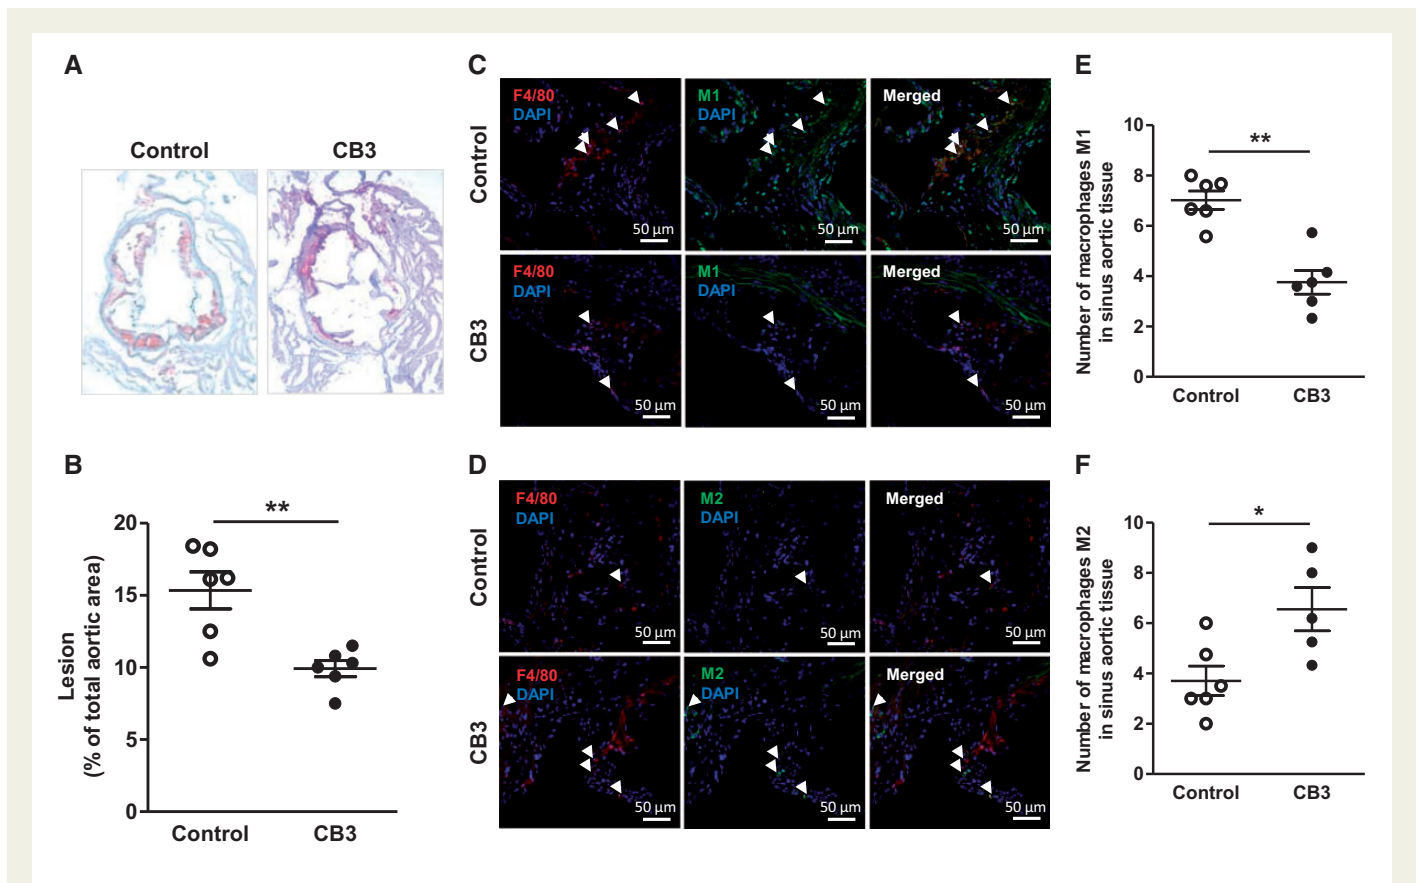 A
Control
CB3
B
**
20
15
10
5
0
Lesion
(% of total aortic area)
Control
CB3
C
Control
F4/80
DAPI
50 µm
M1
DAPI
50 µm
Merged
50 µm
CB3
F4/80
DAPI
50 µm
M1
DAPI
50 µm
Merged
50 µm
D
Control
F4/80
DAPI
50 µm
M2
DAPI
50 µm
Merged
50 µm
CB3
F4/80
DAPI
50 µm
M2
DAPI
50 µm
Merged
50 µm
E
**
10
8
6
4
2
0
Number of macrophages M1
in sinus aortic tissue
Control
CB3
F
*
10
8
6
4
2
0
Number of macrophages M2
in sinus aortic tissue
Control
CB3